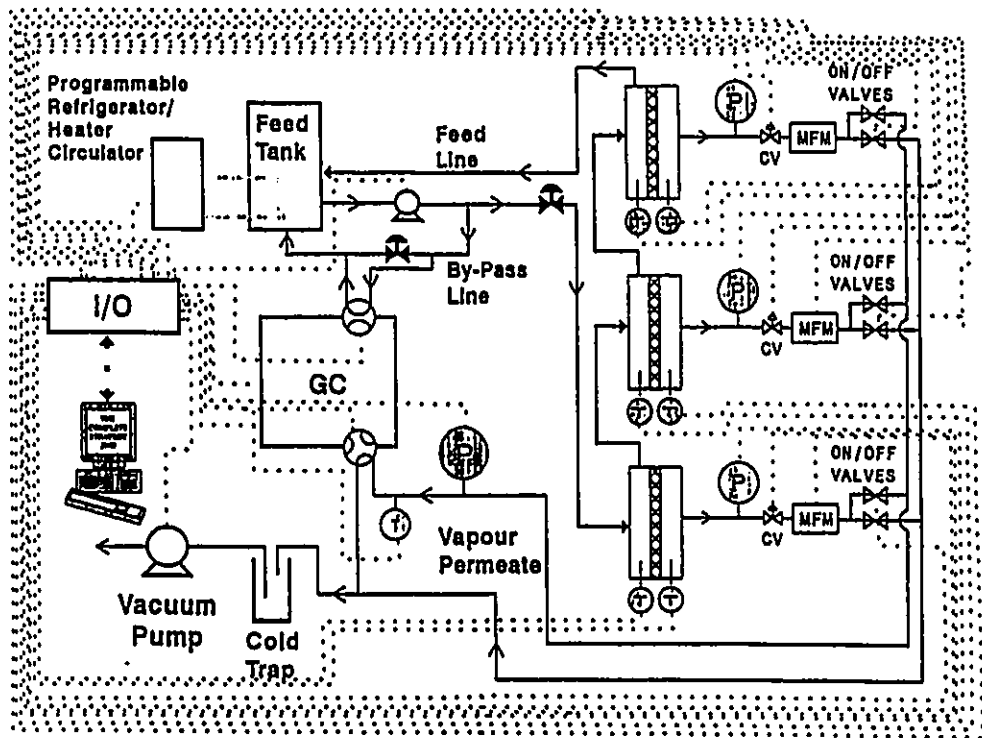 Programmable
Refrigerator/
Heater
Circulator
Feed
Tank
Feed
Line
By-Pass
Line
I/O
GC
Vapour
Permeate
Vacuum
Pump
Cold
Trap
P
CV
MFM
ON/OFF
VALVES
T
T
P
CV
MFM
ON/OFF
VALVES
T
T
P
CV
MFM
ON/OFF
VALVES
T
T
P
T